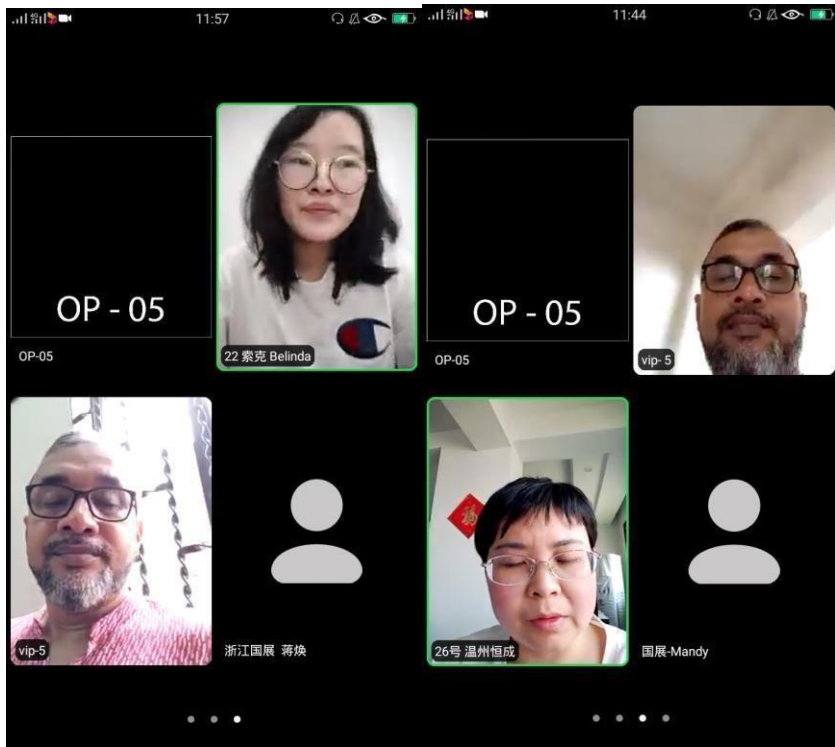 11:57
OP - 05
OP-05
22 索克 Belinda
vip-5
浙江国展 蒋焕
11:44
OP - 05
OP-05
vip- 5
福
26号 温州恒成
国展-Mandy